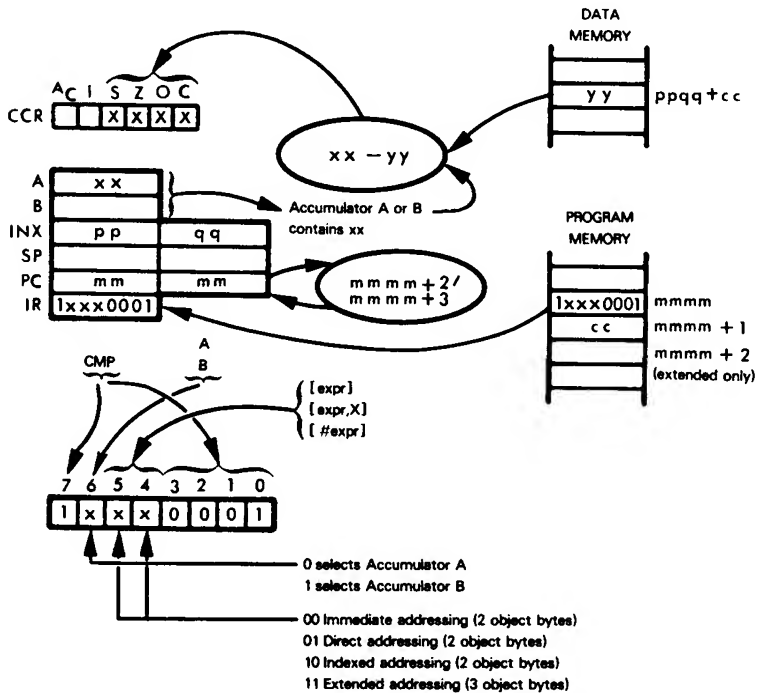 DATA
MEMORY
yy ppqq+cc
AC I S Z O C
CCR x x x x
xx - yy
A xx
B
Accumulator A or B
contains xx
INX pp qq
SP
PC mm mm
IR 1xxx0001
mmmm+2/
mmmm+3
PROGRAM
MEMORY
1xxx0001 mmmm
cc mmmm + 1
mmmm + 2
(extended only)
CMP
A
B
[expr]
[expr,X]
[#expr]
7 6 5 4 3 2 1 0
1 x x x 0 0 0 1
0 selects Accumulator A
1 selects Accumulator B
00 Immediate addressing (2 object bytes)
01 Direct addressing (2 object bytes)
10 Indexed addressing (2 object bytes)
11 Extended addressing (3 object bytes)